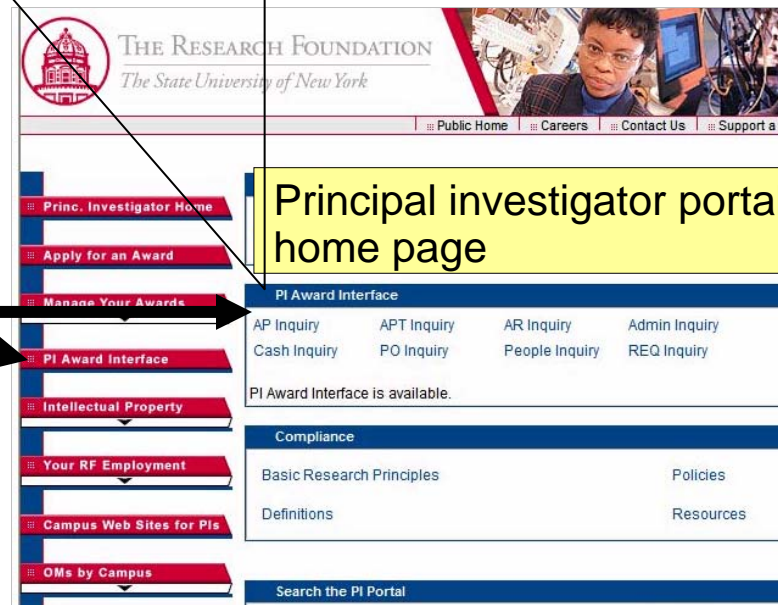 THE RESEARCH FOUNDATION
The State University of New York
Public Home Careers Contact Us Support a
Principal investigator porta
home page
Princ. Investigator Home
Apply for an Award
Manage Your Awards
PI Award Interface
Intellectual Property
Your RF Employment
Campus Web Sites for PIs
OMs by Campus
PI Award Interface
AP Inquiry APT Inquiry AR Inquiry Admin Inquiry
Cash Inquiry PO Inquiry People Inquiry REQ Inquiry
PI Award Interface is available.
Compliance
Basic Research Principles Policies
Definitions Resources
Search the PI Portal